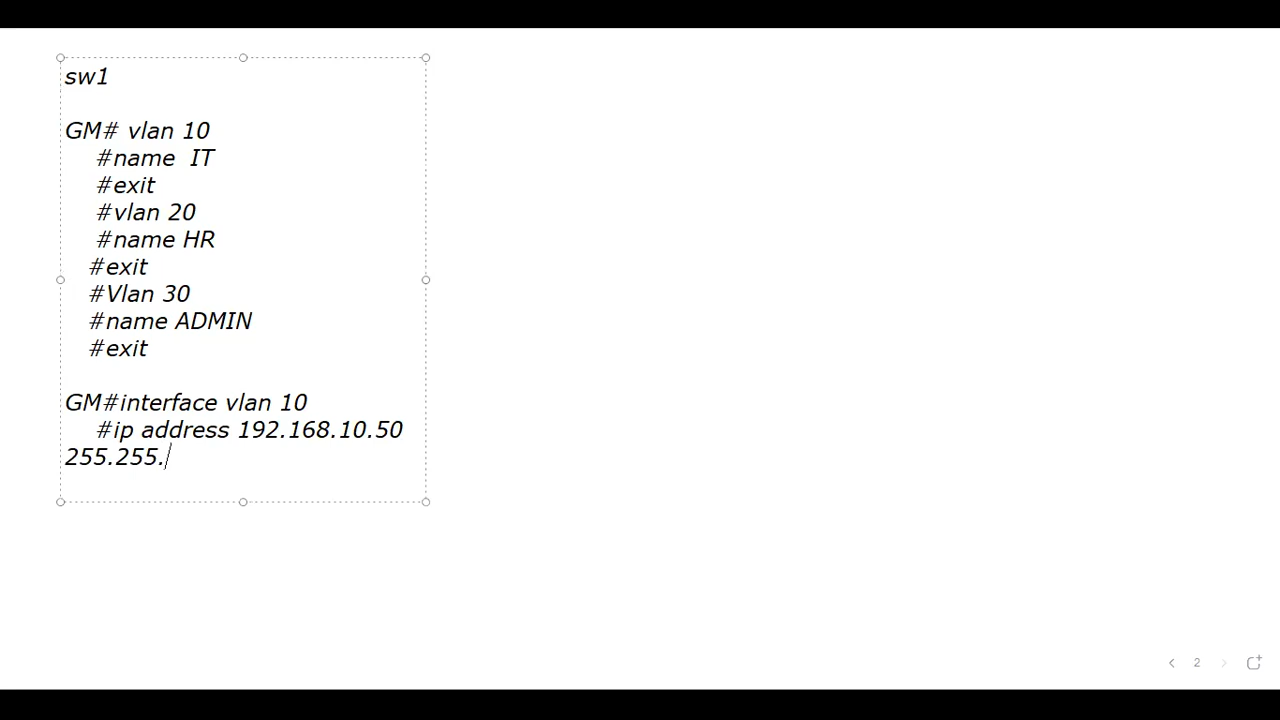 sw1
GM# vlan 10
#name  IT
#exit
#vlan 20
#name HR
#exit
#Vlan 30
#name ADMIN
#exit
GM#interface vlan 10
#ip address 192.168.10.50
255.255.
2